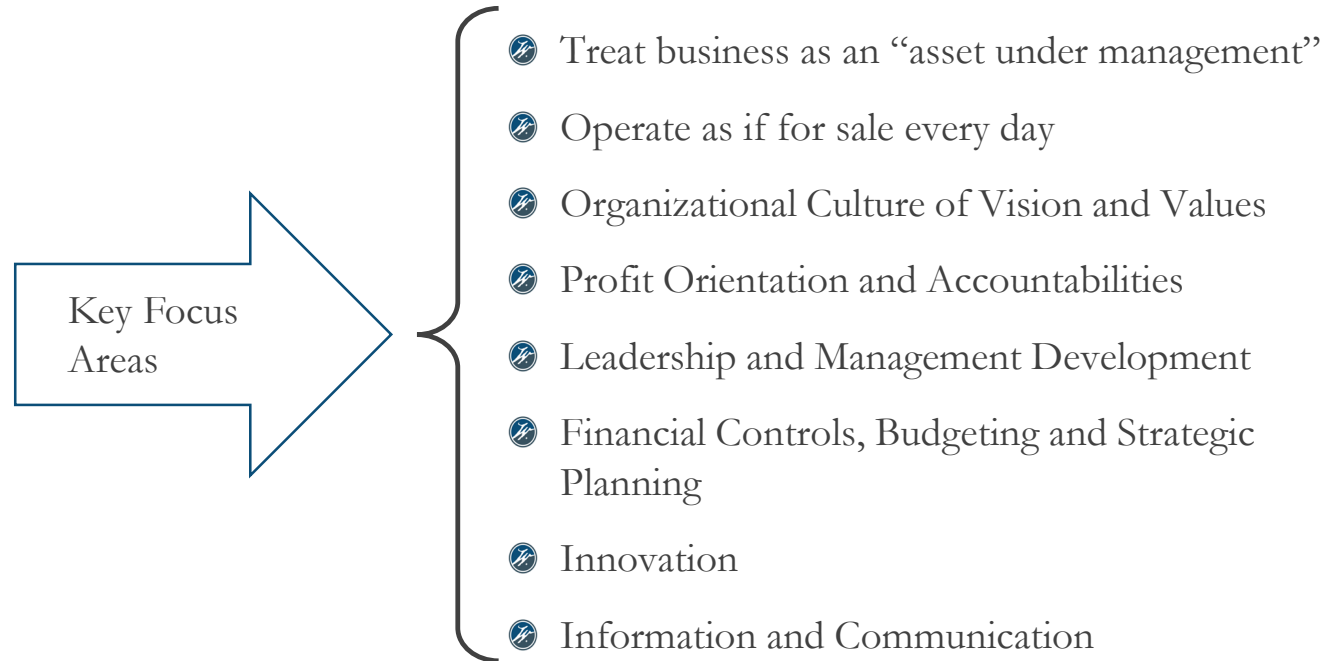 Key Focus
Areas
Treat business as an “asset under management”
Operate as if for sale every day
Organizational Culture of Vision and Values
Profit Orientation and Accountabilities
Leadership and Management Development
Financial Controls, Budgeting and Strategic
Planning
Innovation
Information and Communication